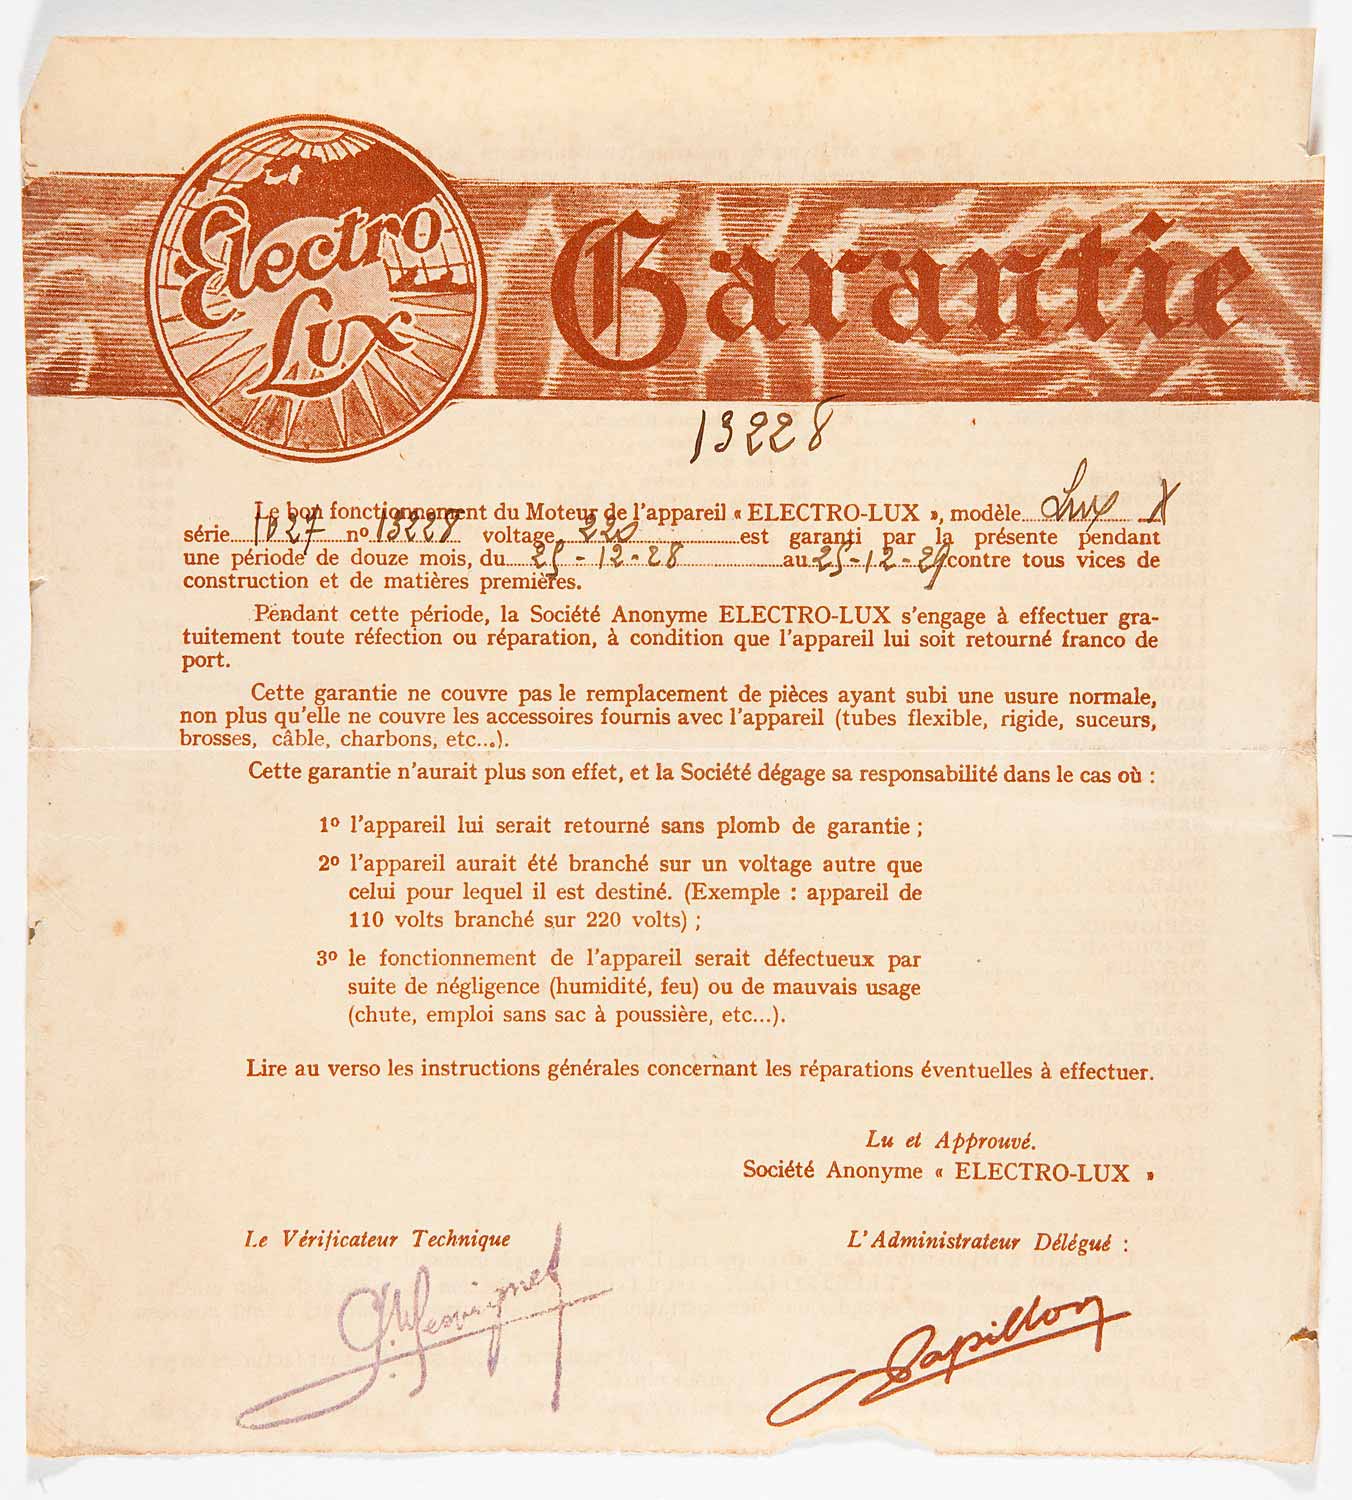 Electro
Lux
Garantie
13228
Le bon fonctionnement du Moteur de l'appareil « ELECTRO-LUX », modèle Lux
série 1027 nº 13228 voltage 220 est garanti par la présente pendant
une période de douze mois, du 25-12-28 au 25-12-29 contre tous vices de
construction et de matières premières.
Pendant cette période, la Société Anonyme ELECTRO-LUX s'engage à effectuer gra-
tuitement toute réfection ou réparation, à condition que l'appareil lui soit retourné franco de
port.
Cette garantie ne couvre pas le remplacement de pièces ayant subi une usure normale,
non plus qu'elle ne couvre les accessoires fournis avec l'appareil (tubes flexible, rigide, suceurs,
brosses, câble, charbons, etc...).
Cette garantie n'aurait plus son effet, et la Société dégage sa responsabilité dans le cas où :
1º l'appareil lui serait retourné sans plomb de garantie ;
2º l'appareil aurait été branché sur un voltage autre que
celui pour lequel il est destiné. (Exemple : appareil de
110 volts branché sur 220 volts) ;
3º le fonctionnement de l'appareil serait défectueux par
suite de négligence (humidité, feu) ou de mauvais usage
(chute, emploi sans sac à poussière, etc...).
Lire au verso les instructions générales concernant les réparations éventuelles à effectuer.
Lu et Approuvé.
Société Anonyme « ELECTRO-LUX »
Le Vérificateur Technique
L'Administrateur Délégué :
Papillon